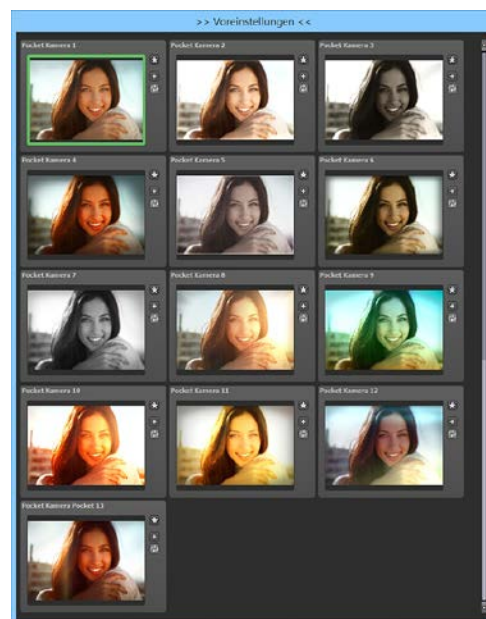 >> Voreinstellungen <<
Pocket Kamera 1
Pocket Kamera 2
Pocket Kamera 3
Pocket Kamera 4
Pocket Kamera 5
Pocket Kamera 6
Pocket Kamera 7
Pocket Kamera 8
Pocket Kamera 9
Pocket Kamera 10
Pocket Kamera 11
Pocket Kamera 12
Pocket Kamera Pocket 13